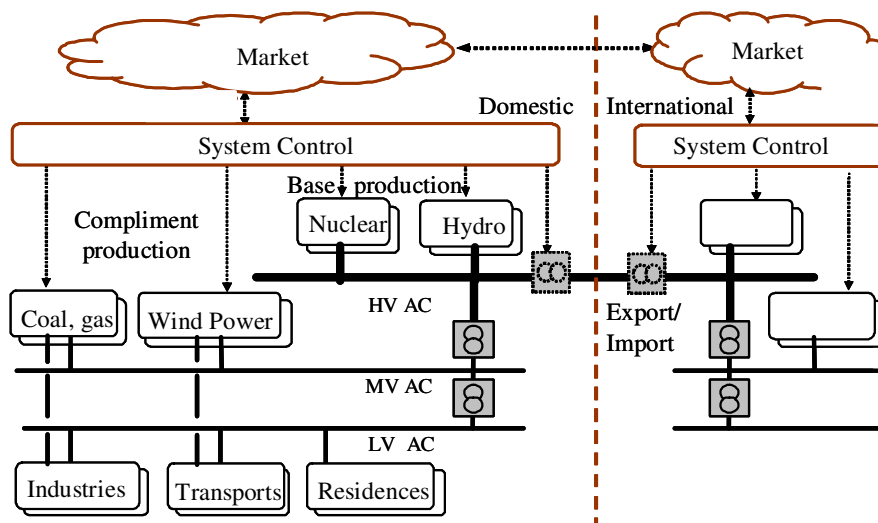 Market
Market
Domestic
International
System Control
System Control
Base production
Compliment
production
Nuclear
Hydro
HV AC
Export/
Import
Coal, gas
Wind Power
MV AC
LV AC
Industries
Transports
Residences